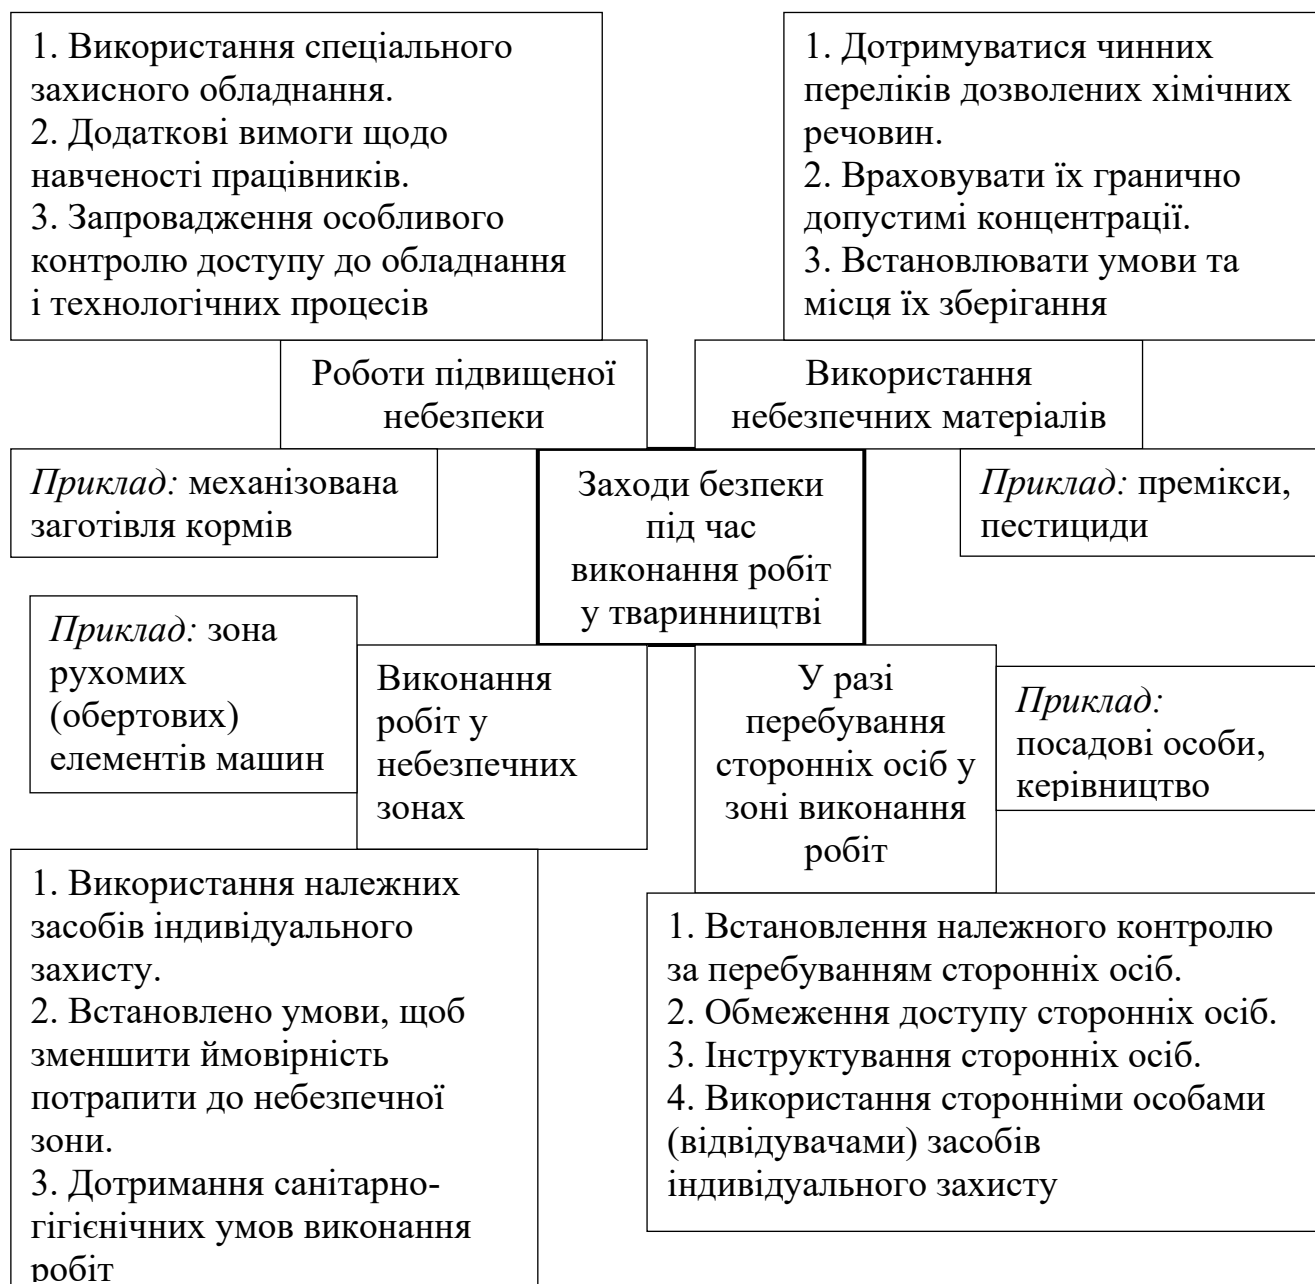 1. Використання спеціального
захисного обладнання.
2. Додаткові вимоги щодо
навченості працівників.
3. Запровадження особливого
контролю доступу до обладнання
і технологічних процесів
1. Дотримуватися чинних
переліків дозволених хімічних
речовин.
2. Враховувати їх гранично
допустимі концентрації.
3. Встановлювати умови та
місця їх зберігання
Роботи підвищеної
небезпеки
Використання
небезпечних матеріалів
Приклад: механізована
заготівля кормів
Заходи безпеки
під час
виконання робіт
у тваринництві
Приклад: премікси,
пестициди
Приклад: зона
рухомих
(обертових)
елементів машин
Виконання
робіт у
небезпечних
зонах
У разі
перебування
сторонніх осіб у
зоні виконання
робіт
Приклад:
посадові особи,
керівництво
1. Використання належних
засобів індивідуального
захисту.
2. Встановлено умови, щоб
зменшити ймовірність
потрапити до небезпечної
зони.
3. Дотримання санітарно-
гігієнічних умов виконання
робіт
1. Встановлення належного контролю
за перебуванням сторонніх осіб.
2. Обмеження доступу сторонніх осіб.
3. Інструктування сторонніх осіб.
4. Використання сторонніми особами
(відвідувачами) засобів
індивідуального захисту